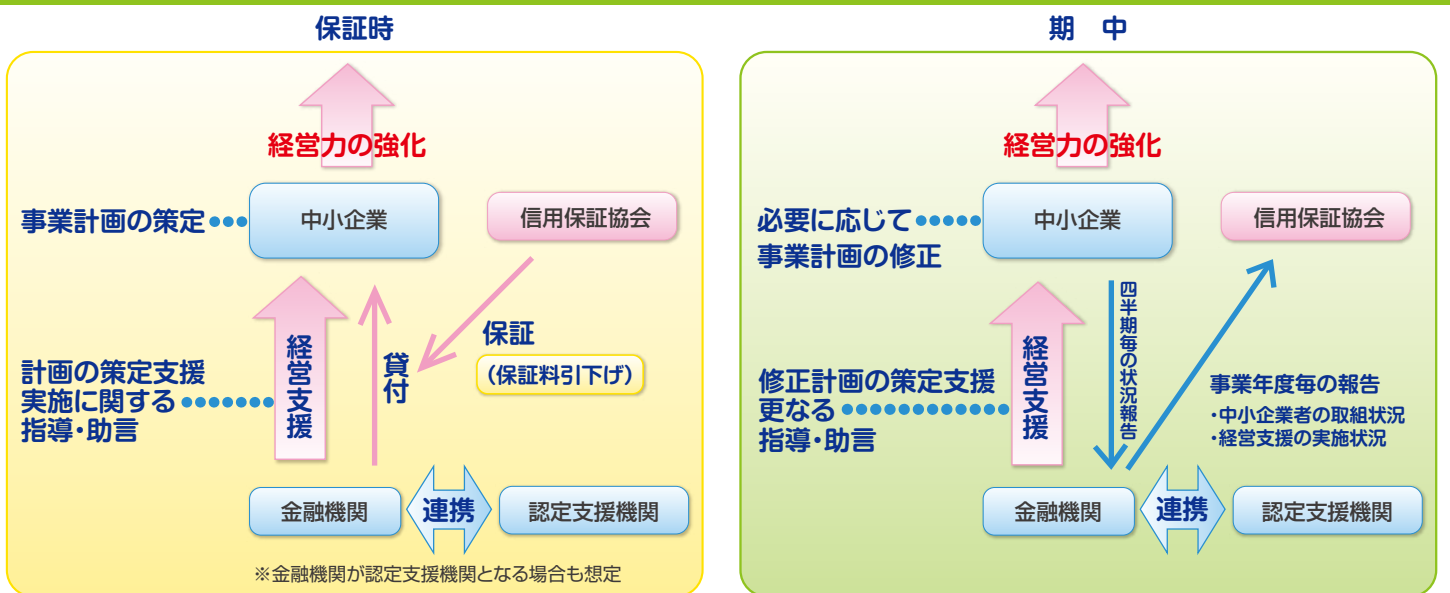 保証時
経営力の強化
事業計画の策定
中小企業
信用保証協会
保証
(保証料引下げ)
貸付
経営支援
計画の策定支援
実施に関する
指導・助言
金融機関
連携
認定支援機関
※金融機関が認定支援機関となる場合も想定
期 中
経営力の強化
必要に応じて
事業計画の修正
中小企業
信用保証協会
四半期毎の状況報告
経営支援
修正計画の策定支援
更なる
指導・助言
事業年度毎の報告
・中小企業者の取組状況
・経営支援の実施状況
金融機関
連携
認定支援機関